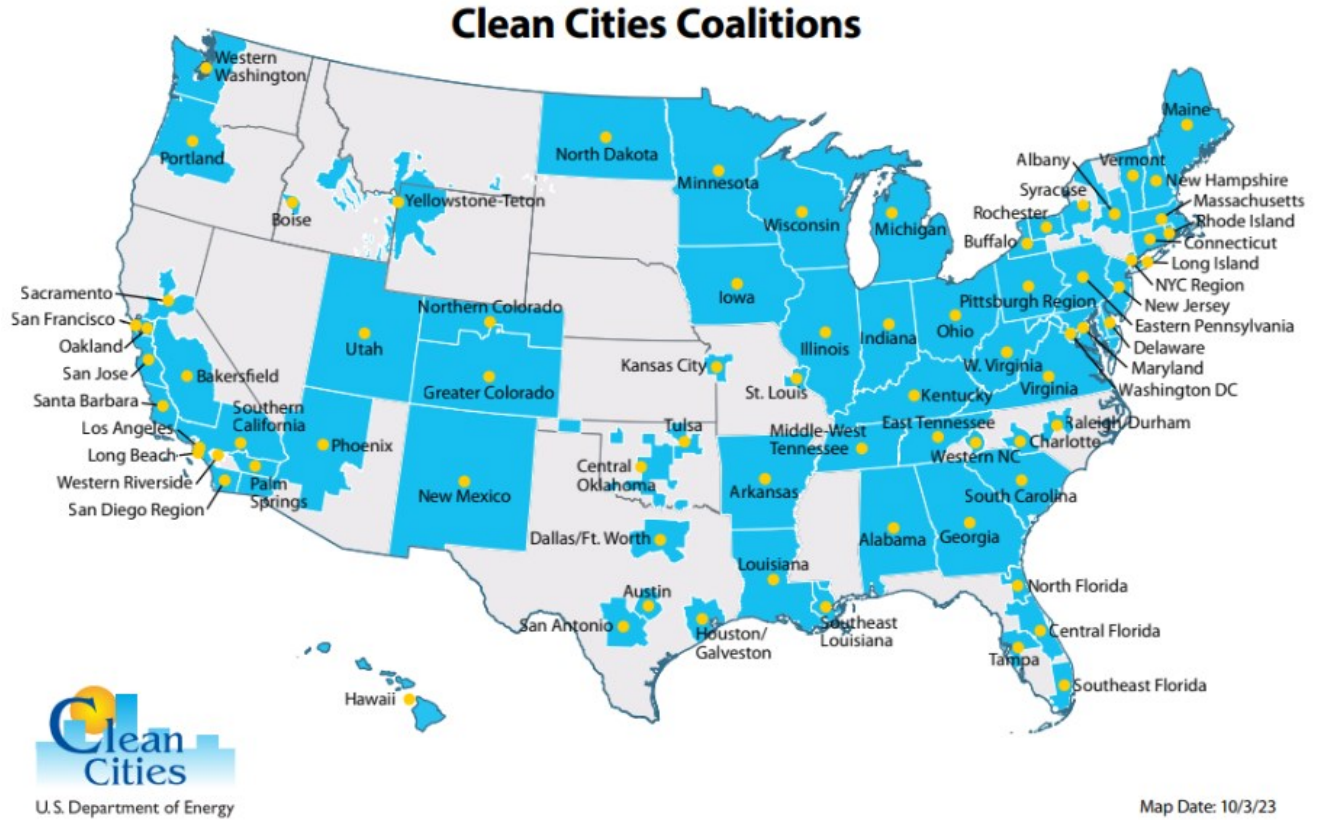 Clean Cities Coalitions
Western
Washington
Portland
Boise
Yellowstone-Teton
North Dakota
Minnesota
Wisconsin
Michigan
Iowa
Illinois
Indiana
Ohio
Maine
Albany
Vermont
Syracuse
New Hampshire
Massachusetts
Rochester
Rhode Island
Buffalo
Connecticut
Long Island
NYC Region
New Jersey
Pittsburgh Region
Eastern Pennsylvania
Delaware
Maryland
Washington DC
W. Virginia
Virginia
Sacramento
San Francisco
Oakland
San Jose
Bakersfield
Santa Barbara
Southern
California
Los Angeles
Long Beach
Western Riverside
San Diego Region
Palm
Springs
Phoenix
Utah
Northern Colorado
Greater Colorado
New Mexico
Kansas City
St. Louis
Kentucky
Tulsa
Central
Oklahoma
Arkansas
Middle-West
Tennessee
East Tennessee
Western NC
Raleigh/Durham
Charlotte
South Carolina
Dallas/Ft. Worth
Austin
San Antonio
Houston/
Galveston
Louisiana
Southeast
Louisiana
Alabama
Georgia
North Florida
Central Florida
Tampa
Southeast Florida
Hawaii
Clean
Cities
U.S. Department of Energy
Map Date: 10/3/23